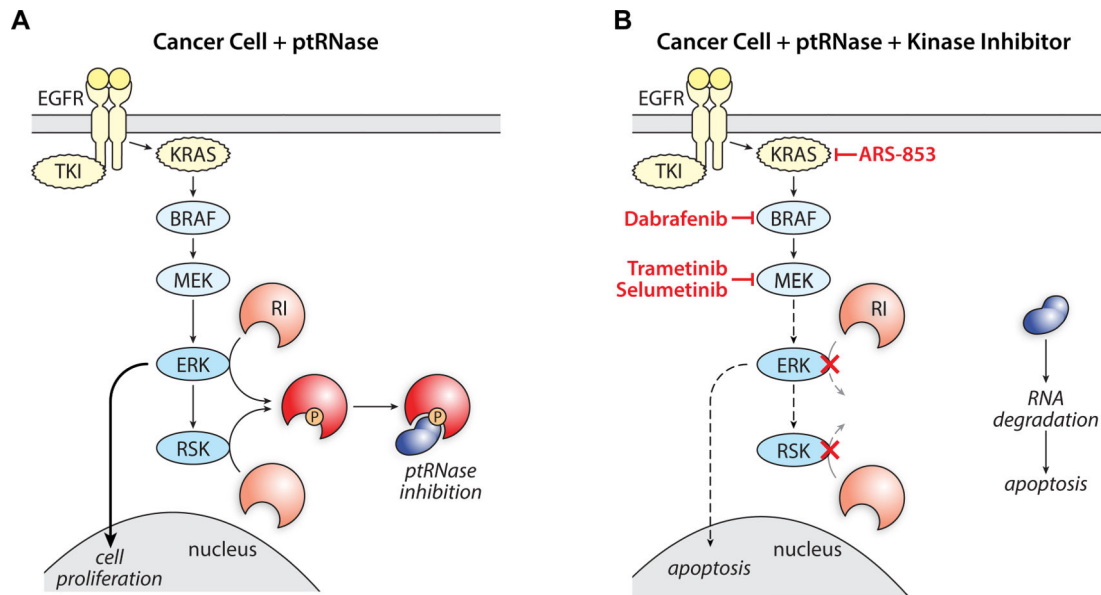 A
Cancer Cell + ptRNase
EGFR
TKI
KRAS
BRAF
MEK
RI
ERK
P
P
RSK
ptRNase
inhibition
nucleus
cell
proliferation
B
Cancer Cell + ptRNase + Kinase Inhibitor
EGFR
TKI
KRAS
ARS-853
Dabrafenib
BRAF
Trametinib
Selumetinib
MEK
RI
ERK
RNA
degradation
RSK
apoptosis
nucleus
apoptosis